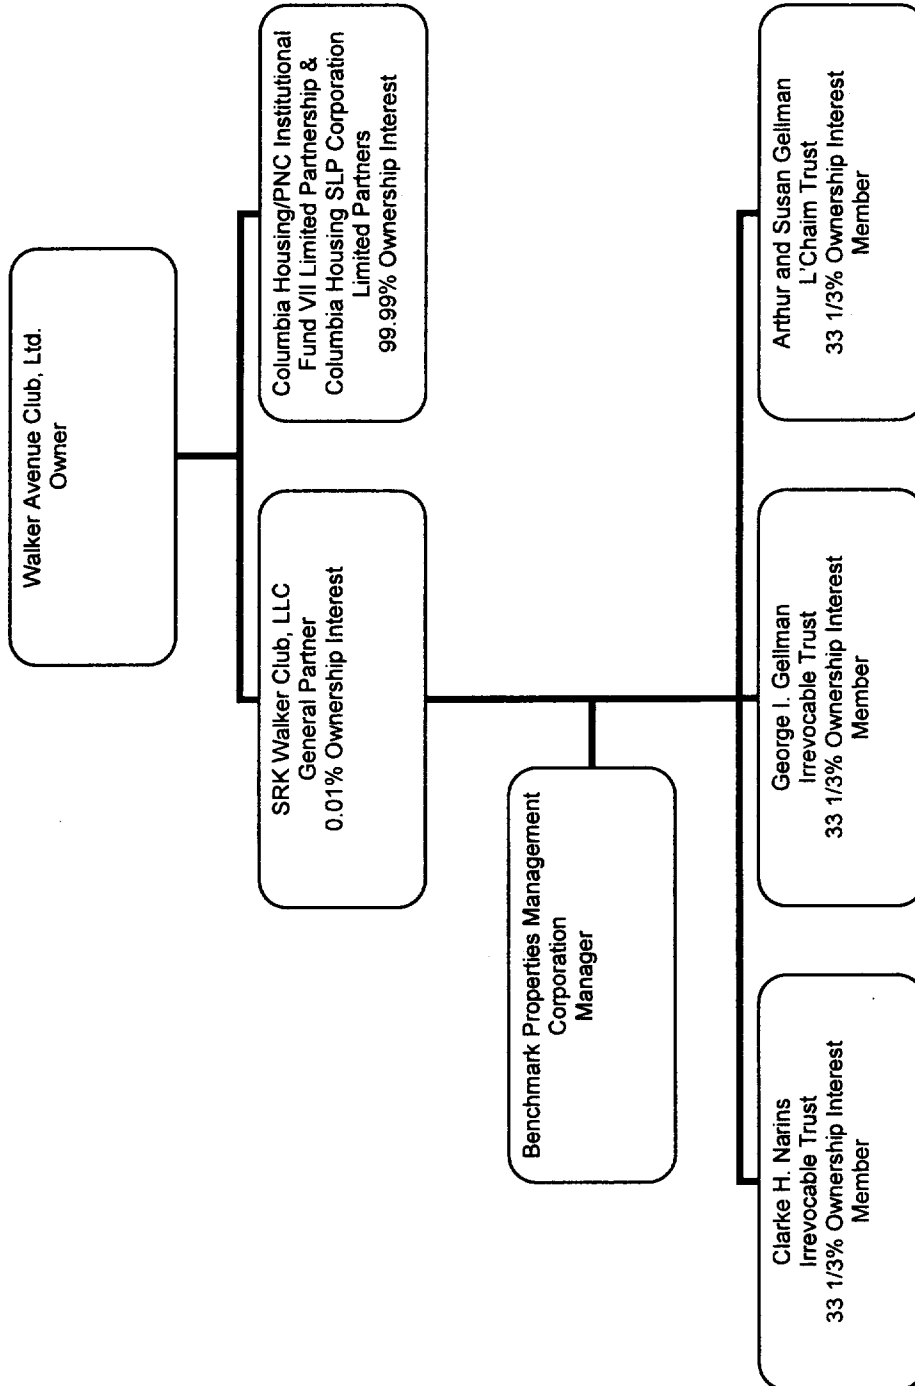 Walker Avenue Club, Ltd.
Owner
SRK Walker Club, LLC
General Partner
0.01% Ownership Interest
Columbia Housing/PNC Institutional
Fund VII Limited Partnership &
Columbia Housing SLP Corporation
Limited Partners
99.99% Ownership Interest
Benchmark Properties Management
Corporation
Manager
Clarke H. Narins
Irrevocable Trust
33 1/3% Ownership Interest
Member
George I. Gellman
Irrevocable Trust
33 1/3% Ownership Interest
Member
Arthur and Susan Gellman
L'Chaim Trust
33 1/3% Ownership Interest
Member